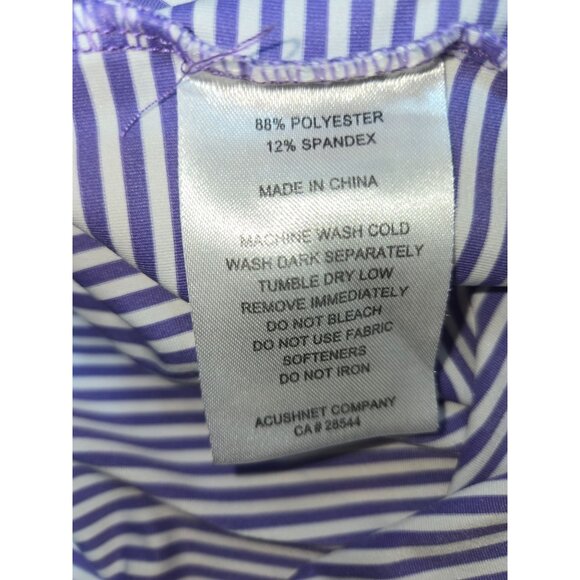 88% POLYESTER
12% SPANDEX
MADE IN CHINA
MACHINE WASH COLD
WASH DARK SEPARATELY
TUMBLE DRY LOW
REMOVE IMMEDIATELY
DO NOT BLEACH
DO NOT USE FABRIC
SOFTENERS
DO NOT IRON
ACUSHNET COMPANY
CA# 28544